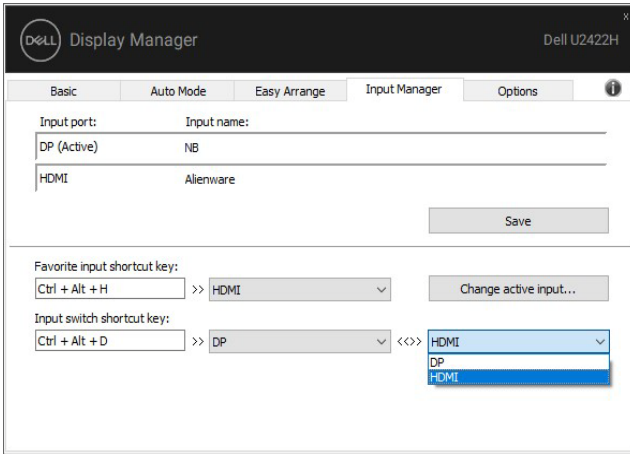 x
DELL Display Manager Dell U2422H
Basic Auto Mode Easy Arrange Input Manager Options i
Input port: Input name:
DP (Active) NB
HDMI Alienware
Save
Favorite input shortcut key:
Ctrl + Alt + H >> HDMI Change active input...
Input switch shortcut key:
Ctrl + Alt + D >> DP <<>> HDMI
DP
HDMI